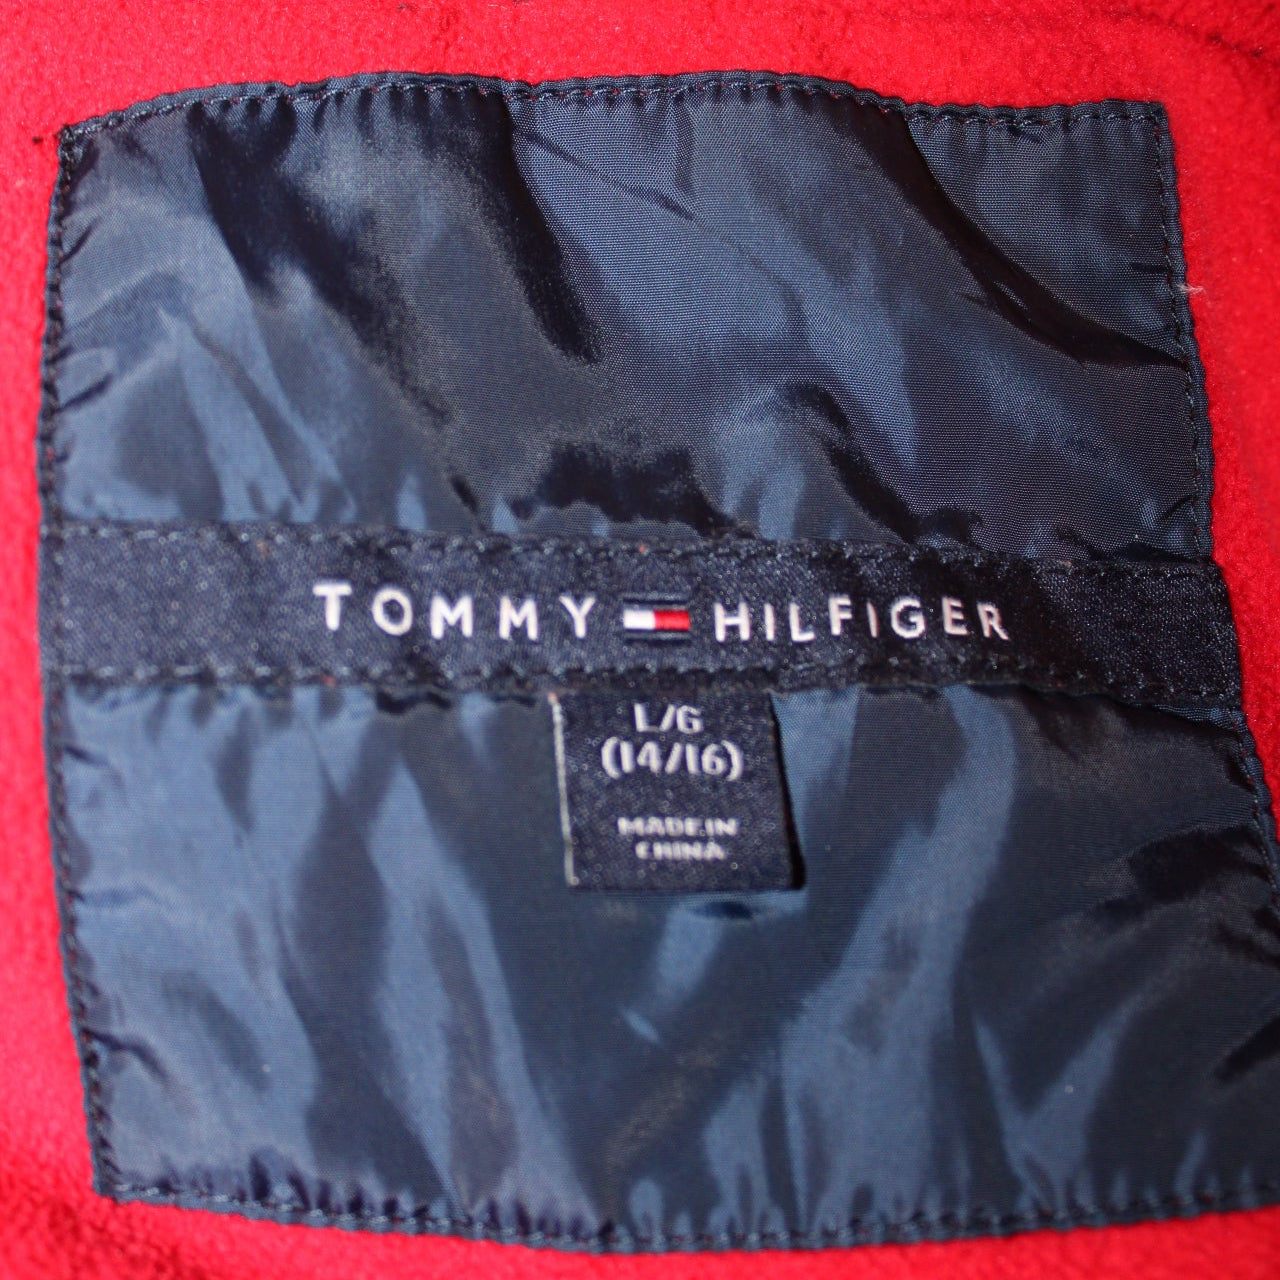 TOMMY HILFIGER
L/G
(14/16)
MADE IN
CHINA